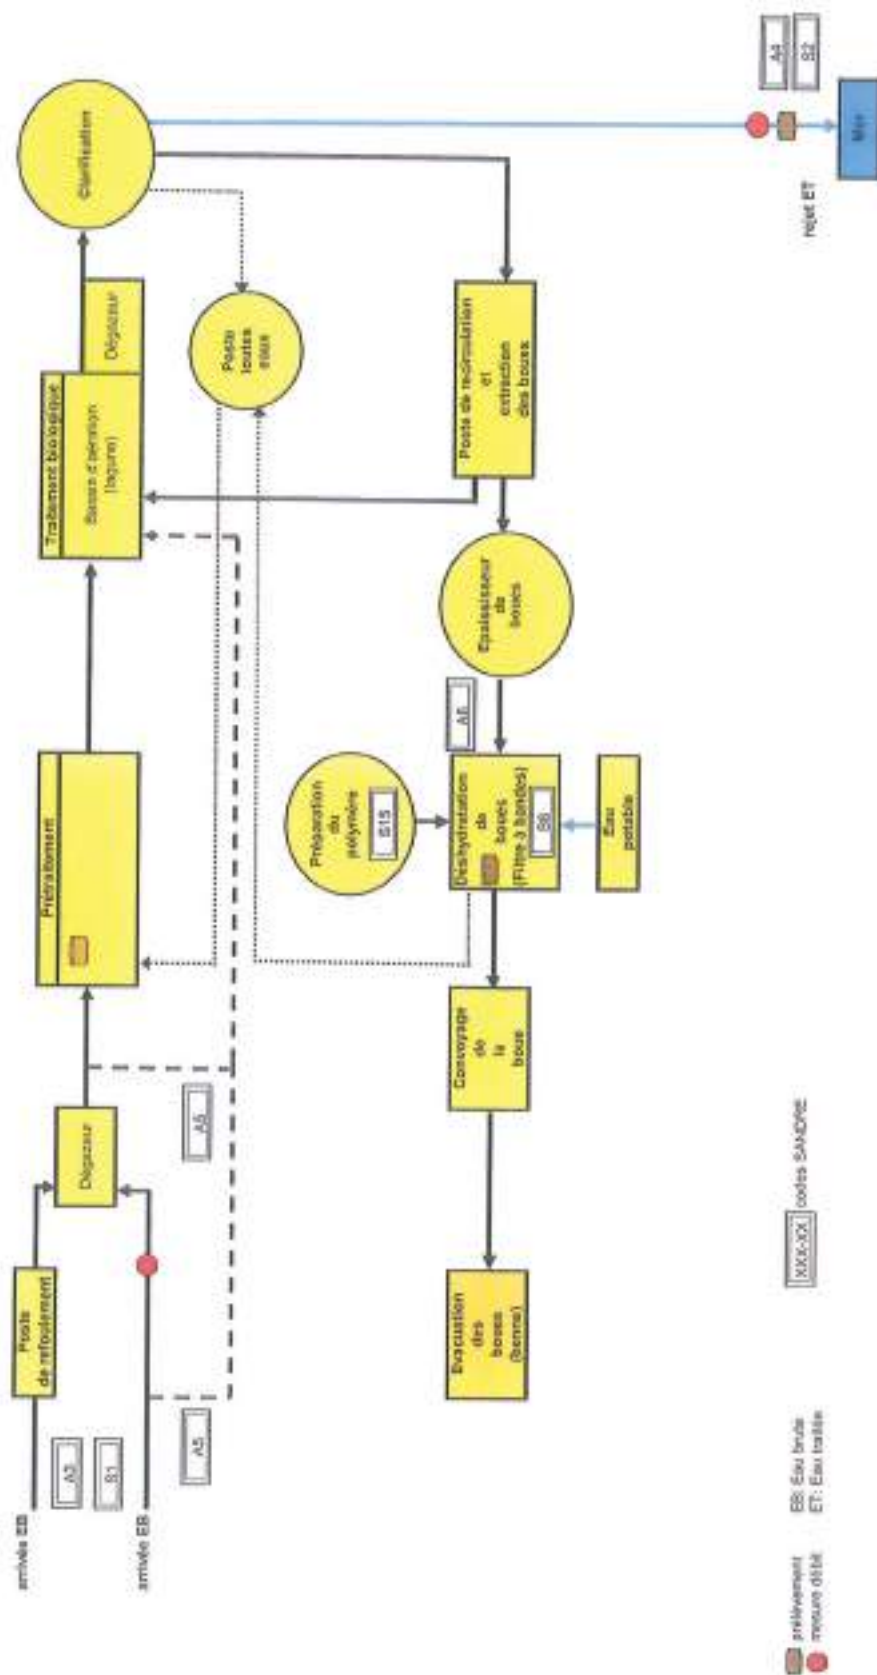 arrivée EB
A3
S1
arrivée EB
Poste
de refoulement
A5
Dégazeur
A5
Prétraitement
Traitement biologique
Bassin d'aération
(lagune)
Dégazeur
Clarification
Poste
toutes
eaux
Poste de recirculation
et
extraction
des boues
Epaississeur
de
boues
A6
Préparation
du
polymère
S15
Déshydratation
de
boues
(Filtre à bandes)
S6
Eau
potable
Convoyage
de
la
boue
Evacuation
des
boues
(benne)
A4
S2
Mer
rejet ET
prélèvement
mesure débit
EB: Eau brute
ET: Eau traitée
XXX-XX
codes SANDRE